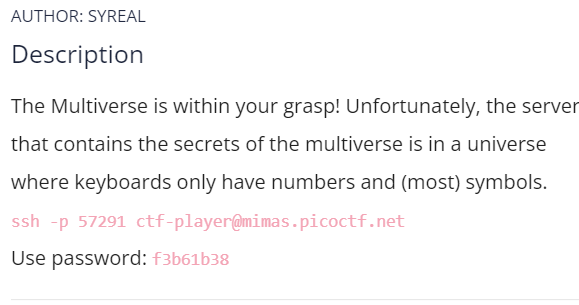 AUTHOR: SYREAL
Description
The Multiverse is within your grasp! Unfortunately, the server
that contains the secrets of the multiverse is in a universe
where keyboards only have numbers and (most) symbols.
ssh -p 57291 ctf-player@mimas.picoctf.net
Use password: f3b61b38